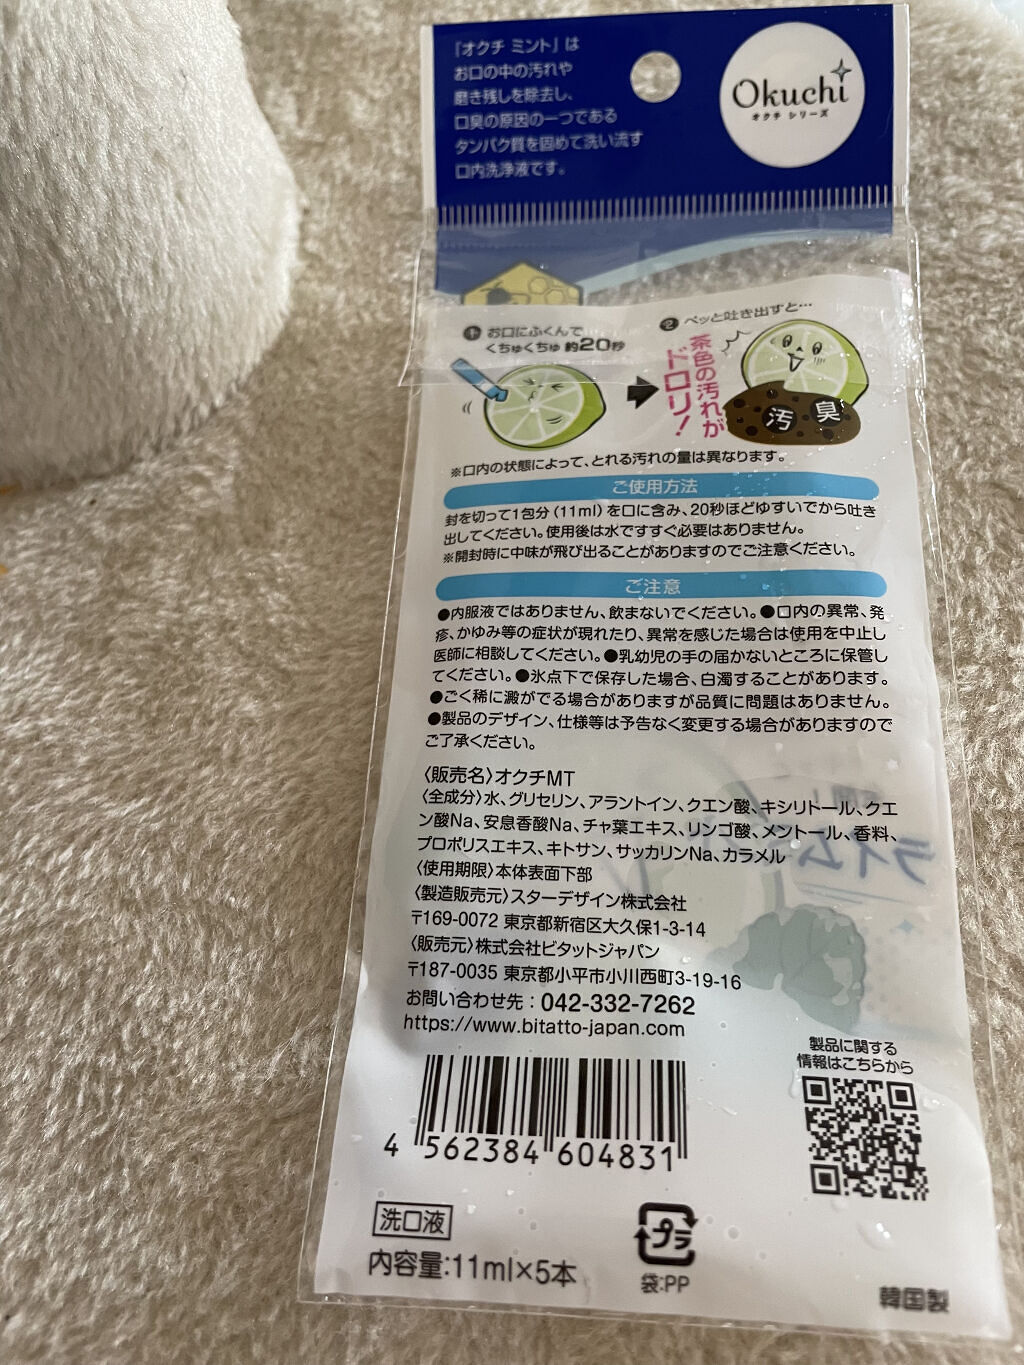 『オクチ ミント』は
お口の中の汚れや
磨き残しを除去し、
口臭の原因の一つである
タンパク質を固めて洗い流す
口内洗浄液です。
Okuchi
オクチ シリーズ
1 お口にふくんで
くちゅくちゅ 約20秒
2 ペッと吐き出すと…
茶色の汚れが
ドロリ!
汚 臭
※口内の状態によって、とれる汚れの量は異なります。
ご使用方法
封を切って1包分(11ml)を口に含み、20秒ほどゆすいでから吐き
出してください。使用後は水ですすぐ必要はありません。
※開封時に中味が飛び出ることがありますのでご注意ください。
ご注意
●内服液ではありません、飲まないでください。●口内の異常、発
疹、かゆみ等の症状が現れたり、異常を感じた場合は使用を中止し
医師に相談してください。●乳幼児の手の届かないところに保管し
てください。●氷点下で保存した場合、白濁することがあります。
●ごく稀に澱がでる場合がありますが品質に問題はありません。
●製品のデザイン、仕様等は予告なく変更する場合がありますので
ご了承ください。
〈販売名〉オクチMT
〈全成分〉水、グリセリン、アラントイン、クエン酸、キシリトール、クエ
ン酸Na、安息香酸Na、チャ葉エキス、リンゴ酸、メントール、香料、
プロポリスエキス、キトサン、サッカリンNa、カラメル
〈使用期限〉本体表面下部
〈製造販売元〉スターデザイン株式会社
〒169-0072 東京都新宿区大久保1-3-14
〈販売元〉株式会社ビタットジャパン
〒187-0035 東京都小平市小川西町3-19-16
お問い合わせ先：042-332-7262
https://www.bitatto-japan.com
製品に関する
情報はこちらから
4 562384 604831
洗口液
内容量:11ml×5本
プラ
袋:PP
韓国製